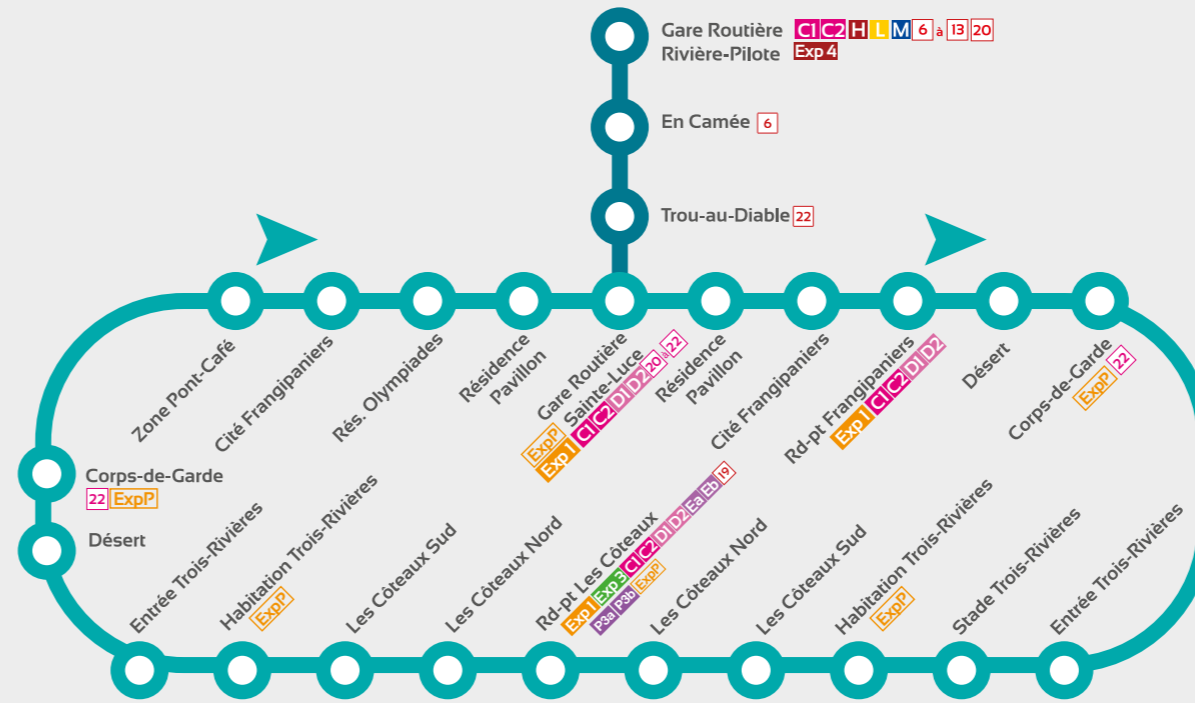 Gare Routière C1 C2 H L M 6 à 13 20
Rivière-Pilote Exp 4
En Camée 6
Trou-au-Diable 22
Zone Pont-Café
Cité Frangipaniers
Rés. Olympiades
Résidence
Pavillon
Gare Routière
Sainte-Luce
ExpP
Exp 1 C1 C2 D1 D2 20 à 22
Résidence
Pavillon
Cité Frangipaniers
Rd-pt Frangipaniers
Exp 1 C1 C2 D1 D2
Désert
Corps-de-Garde
ExpP 22
Corps-de-Garde
22 ExpP
Désert
Entrée Trois-Rivières
Habitation Trois-Rivières
ExpP
Les Côteaux Sud
Les Côteaux Nord
Rd-pt Les Côteaux
Exp 1 Exp 3 C1 C2 D1 D2 Ea Eb 19
P3a P3b ExpP
Les Côteaux Nord
Les Côteaux Sud
Habitation Trois-Rivières
ExpP
Stade Trois-Rivières
Entrée Trois-Rivières